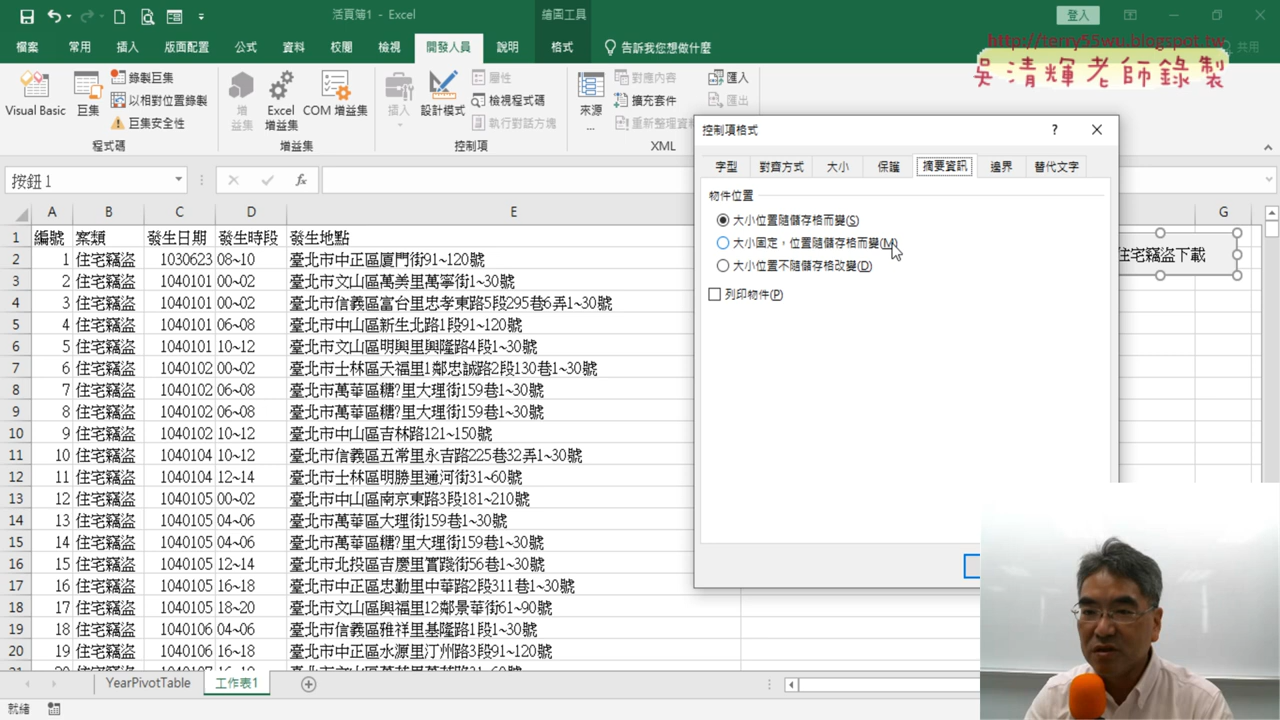 活頁簿1 - Excel
繪圖工具
登入
檔案 常用 插入 版面配置 公式 資料 校閱 檢視 開發人員 說明 格式 告訴我您想做什麼 共用
http://terry55wu.blogspot.tw
吳清輝老師錄製
Visual Basic
巨集
錄製巨集
以相對位置錄製
巨集安全性
程式碼
增益集
Excel 增益集
COM 增益集
增益集
插入
設計模式
屬性
檢視程式碼
執行對話方塊
控制項
來源
...
對應內容
擴充套件
重新整理資料
匯入
匯出
XML
按鈕 1
fx
控制項格式
? ×
字型 對齊方式 大小 保護 摘要資訊 邊界 替代文字
物件位置
大小位置隨儲存格而變(S)
大小固定，位置隨儲存格而變(M)
大小位置不隨儲存格改變(D)
列印物件(P)
A B C D E G
1 編號 案類 發生日期 發生時段 發生地點
2 1 住宅竊盜 1030623 08~10 臺北市中正區廈門街91~120號
3 2 住宅竊盜 1040101 00~02 臺北市文山區萬美里萬寧街1~30號
4 3 住宅竊盜 1040101 00~02 臺北市信義區富台里忠孝東路5段295巷6弄1~30號
5 4 住宅竊盜 1040101 06~08 臺北市中山區新生北路1段91~120號
6 5 住宅竊盜 1040101 10~12 臺北市文山區明興里興隆路4段1~30號
7 6 住宅竊盜 1040102 00~02 臺北市士林區天福里1鄰忠誠路2段130巷1~30號
8 7 住宅竊盜 1040102 06~08 臺北市萬華區糖?里大理街159巷1~30號
9 8 住宅竊盜 1040102 06~08 臺北市萬華區糖?里大理街159巷1~30號
10 9 住宅竊盜 1040102 10~12 臺北市中山區吉林路121~150號
11 10 住宅竊盜 1040104 10~12 臺北市信義區五常里永吉路225巷32弄1~30號
12 11 住宅竊盜 1040104 12~14 臺北市士林區明勝里通河街31~60號
13 12 住宅竊盜 1040105 00~02 臺北市中山區南京東路3段181~210號
14 13 住宅竊盜 1040105 04~06 臺北市萬華區大理街159巷1~30號
15 14 住宅竊盜 1040105 04~06 臺北市萬華區糖?里大理街159巷1~30號
16 15 住宅竊盜 1040105 12~14 臺北市北投區吉慶里實踐街56巷1~30號
17 16 住宅竊盜 1040105 16~18 臺北市中正區忠勤里中華路2段311巷1~30號
18 17 住宅竊盜 1040105 18~20 臺北市文山區興福里12鄰景華街61~90號
19 18 住宅竊盜 1040106 04~06 臺北市信義區雅祥里基隆路1段1~30號
20 19 住宅竊盜 1040106 16~18 臺北市中正區水源里汀州路3段91~120號
住宅竊盜下載
YearPivotTable 工作表1
就緒